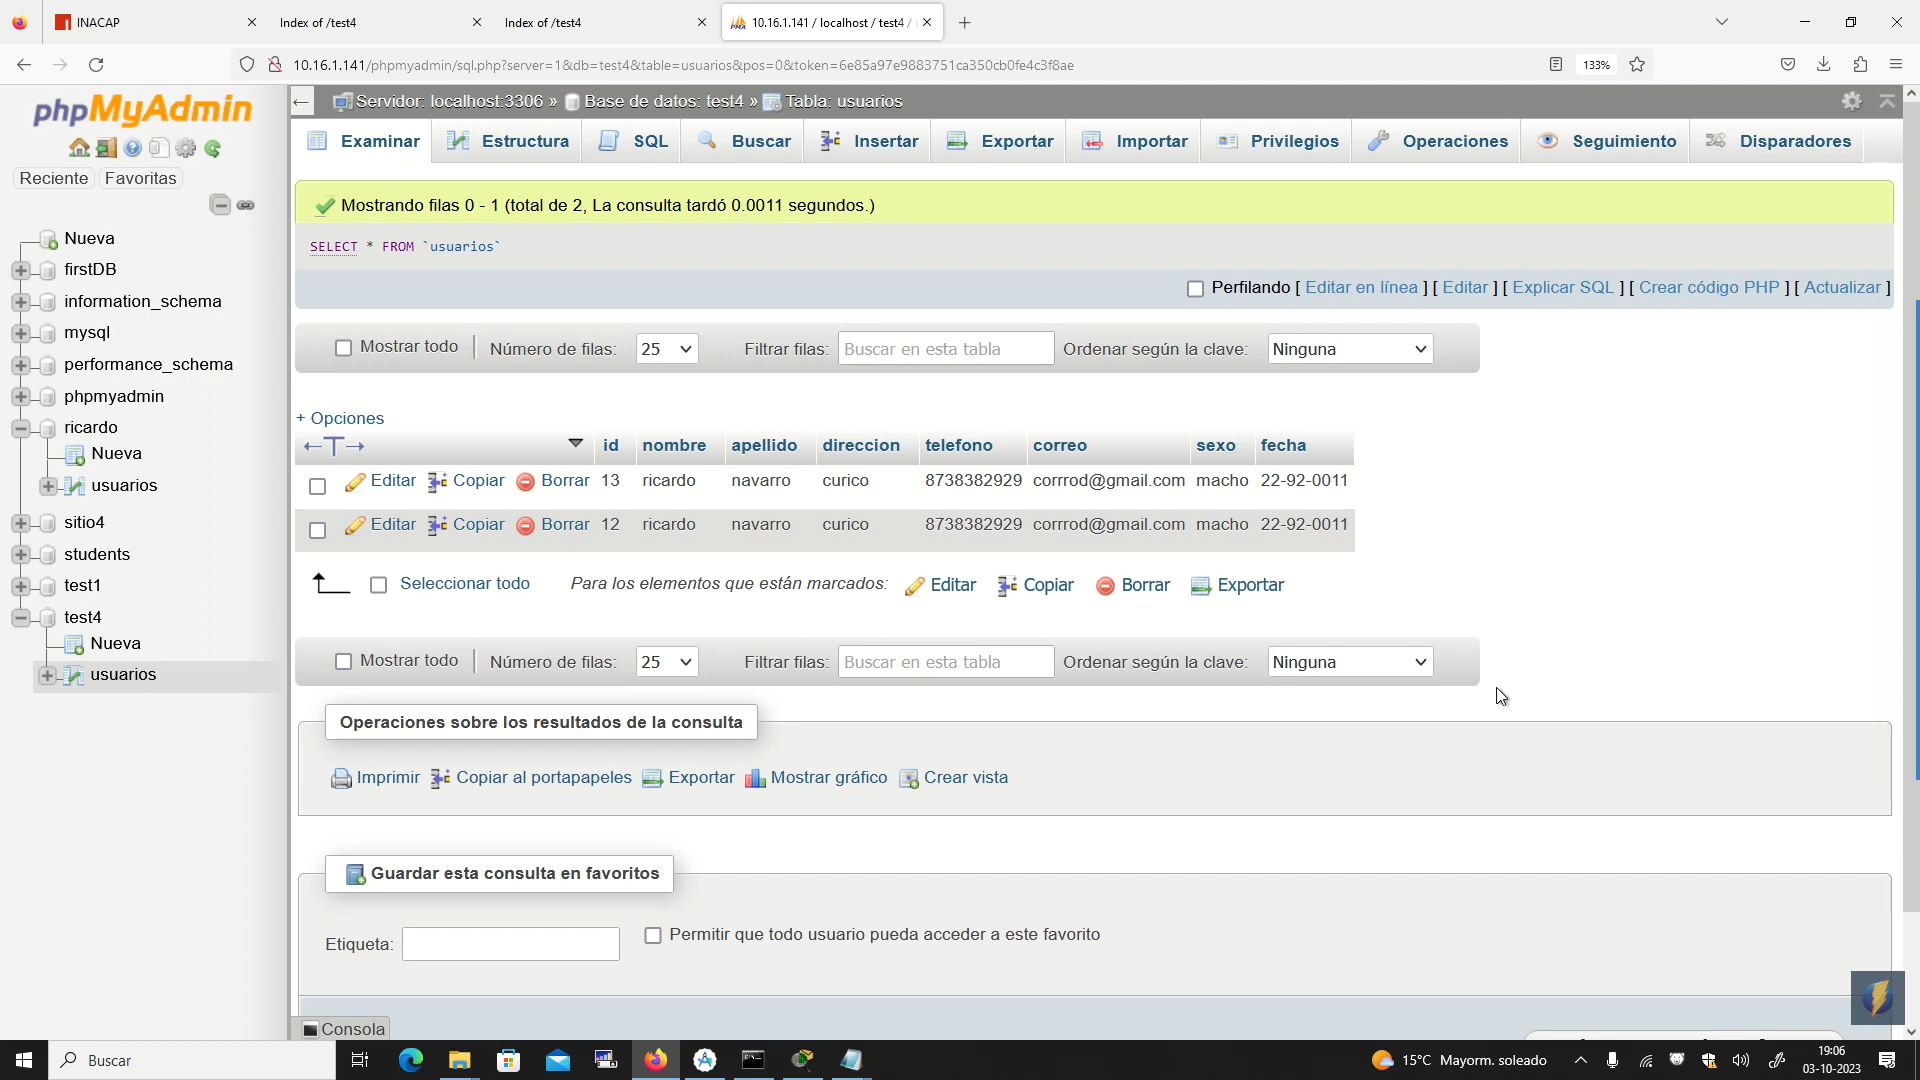 INACAP
Index of /test4
Index of /test4
10.16.1.141 / localhost / test4 /
10.16.1.141/phpmyadmin/sql.php?server=1&db=test4&table=usuarios&pos=0&token=6e85a97e9883751ca350cb0fe4c3f8ae
133%
phpMyAdmin
Reciente Favoritas
Nueva
firstDB
information_schema
mysql
performance_schema
phpmyadmin
ricardo
Nueva
usuarios
sitio4
students
test1
test4
Nueva
usuarios
Servidor: localhost:3306 » Base de datos: test4 » Tabla: usuarios
Examinar Estructura SQL Buscar Insertar Exportar Importar Privilegios Operaciones Seguimiento Disparadores
Mostrando filas 0 - 1 (total de 2, La consulta tardó 0.0011 segundos.)
SELECT * FROM `usuarios`
Perfilando [ Editar en línea ] [ Editar ] [ Explicar SQL ] [ Crear código PHP ] [ Actualizar ]
Mostrar todo Número de filas: 25 Filtrar filas: Buscar en esta tabla Ordenar según la clave: Ninguna
+ Opciones
←T→ id nombre apellido direccion telefono correo sexo fecha
Editar Copiar Borrar 13 ricardo navarro curico 8738382929 corrrod@gmail.com macho 22-92-0011
Editar Copiar Borrar 12 ricardo navarro curico 8738382929 corrrod@gmail.com macho 22-92-0011
Seleccionar todo Para los elementos que están marcados: Editar Copiar Borrar Exportar
Mostrar todo Número de filas: 25 Filtrar filas: Buscar en esta tabla Ordenar según la clave: Ninguna
Operaciones sobre los resultados de la consulta
Imprimir Copiar al portapapeles Exportar Mostrar gráfico Crear vista
Guardar esta consulta en favoritos
Etiqueta: Permitir que todo usuario pueda acceder a este favorito
Consola
Buscar
15°C Mayorm. soleado
19:06
03-10-2023